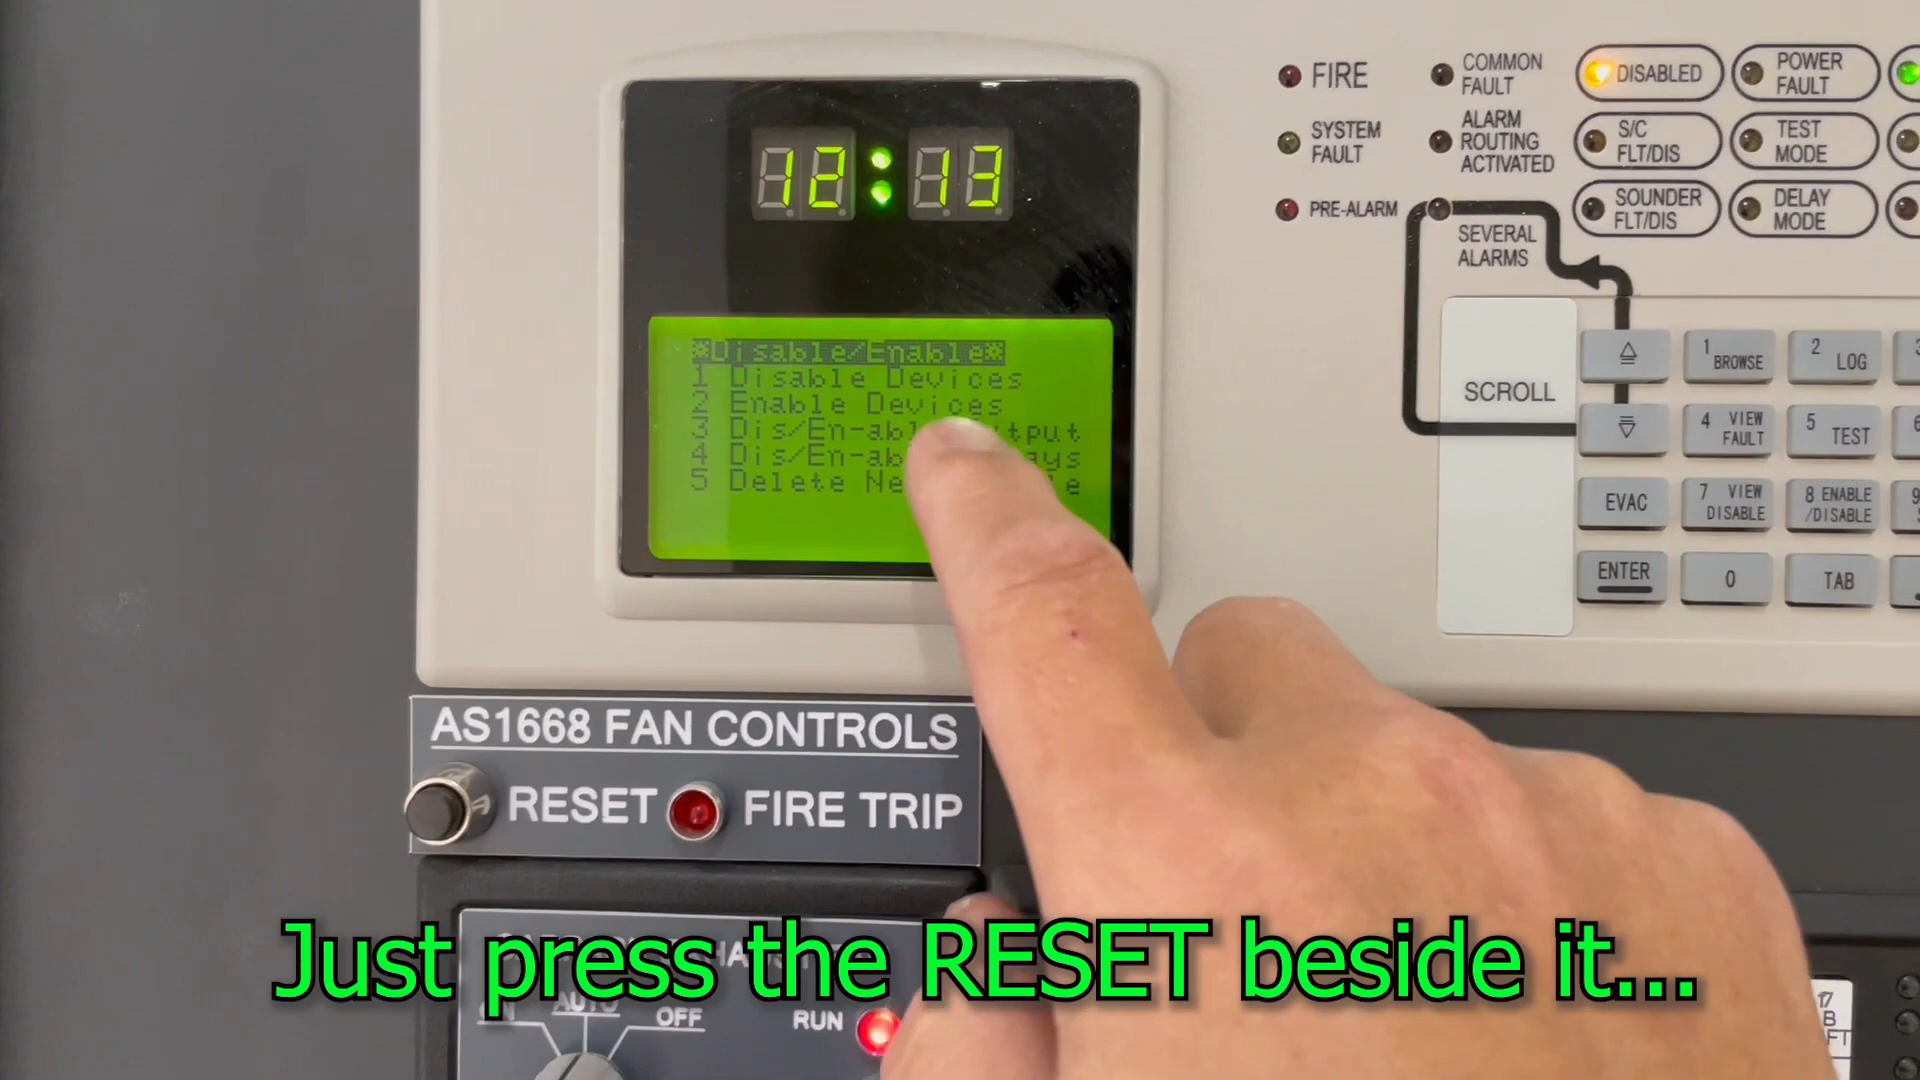 12:13
*Disable/Enable*
1 Disable Devices
2 Enable Devices
3 Dis/En-abl tput
4 Dis/En-ab ays
5 Delete Ne e
FIRE
SYSTEM
FAULT
PRE-ALARM
COMMON
FAULT
ALARM
ROUTING
ACTIVATED
SEVERAL
ALARMS
DISABLED
POWER
FAULT
S/C
FLT/DIS
TEST
MODE
SOUNDER
FLT/DIS
DELAY
MODE
SCROLL
1 BROWSE
2 LOG
4 VIEW
FAULT
5 TEST
EVAC
7 VIEW
DISABLE
8 ENABLE
/DISABLE
ENTER
0
TAB
AS1668 FAN CONTROLS
RESET
FIRE TRIP
Just press the RESET beside it...
ON
AUTO
OFF
RUN
17
B